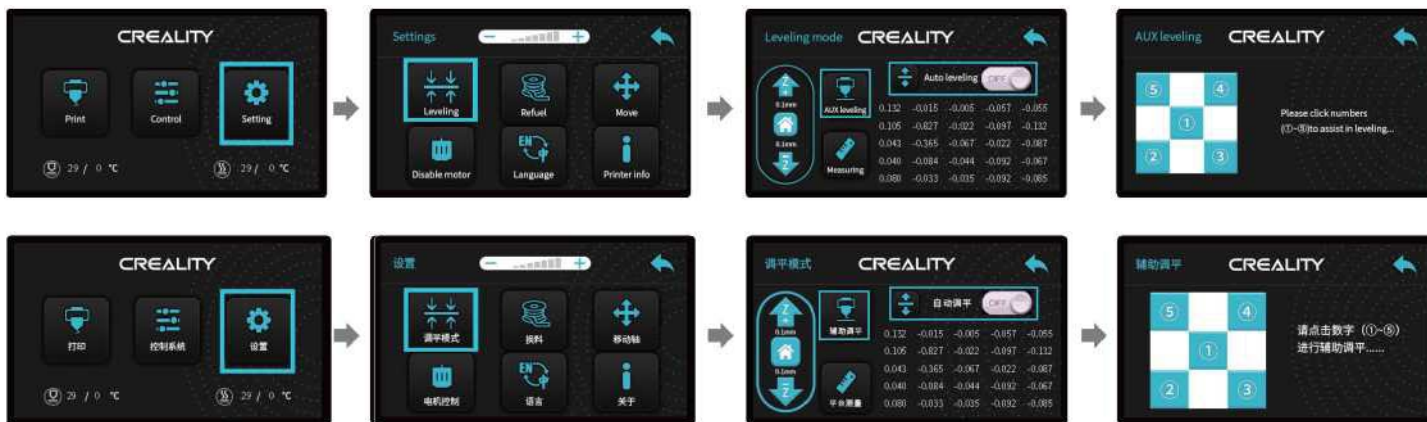 CREALITY
Print
Control
Setting
29 / 0 °C
29 / 0 °C
Settings
Leveling
Refuel
Move
EN
Disable motor
Language
Printer info
Leveling mode CREALITY
Z
+
0.1mm
0.1mm
Z
AUX leveling
Measuring
Auto leveling OFF
0.132 -0.015 -0.005 -0.057 -0.055
0.105 -0.827 -0.022 -0.097 -0.132
0.043 -0.365 -0.067 -0.022 -0.087
0.040 -0.084 -0.044 -0.092 -0.067
0.080 -0.033 -0.035 -0.092 -0.085
AUX leveling CREALITY
⑤ ④
①
② ③
Please click numbers
(①~⑤)to assist in leveling...
CREALITY
打印
控制系统
设置
29 / 0 °C
29 / 0 °C
设置
调平模式
换料
移动轴
EN
电机控制
语言
关于
调平模式 CREALITY
Z
+
0.1mm
0.1mm
Z
辅助调平
平台测量
自动调平 OFF
0.132 -0.015 -0.005 -0.057 -0.055
0.105 -0.827 -0.022 -0.097 -0.132
0.043 -0.365 -0.067 -0.022 -0.087
0.040 -0.084 -0.044 -0.092 -0.067
0.080 -0.033 -0.035 -0.092 -0.085
辅助调平 CREALITY
⑤ ④
①
② ③
请点击数字（①~⑤）
进行辅助调平......